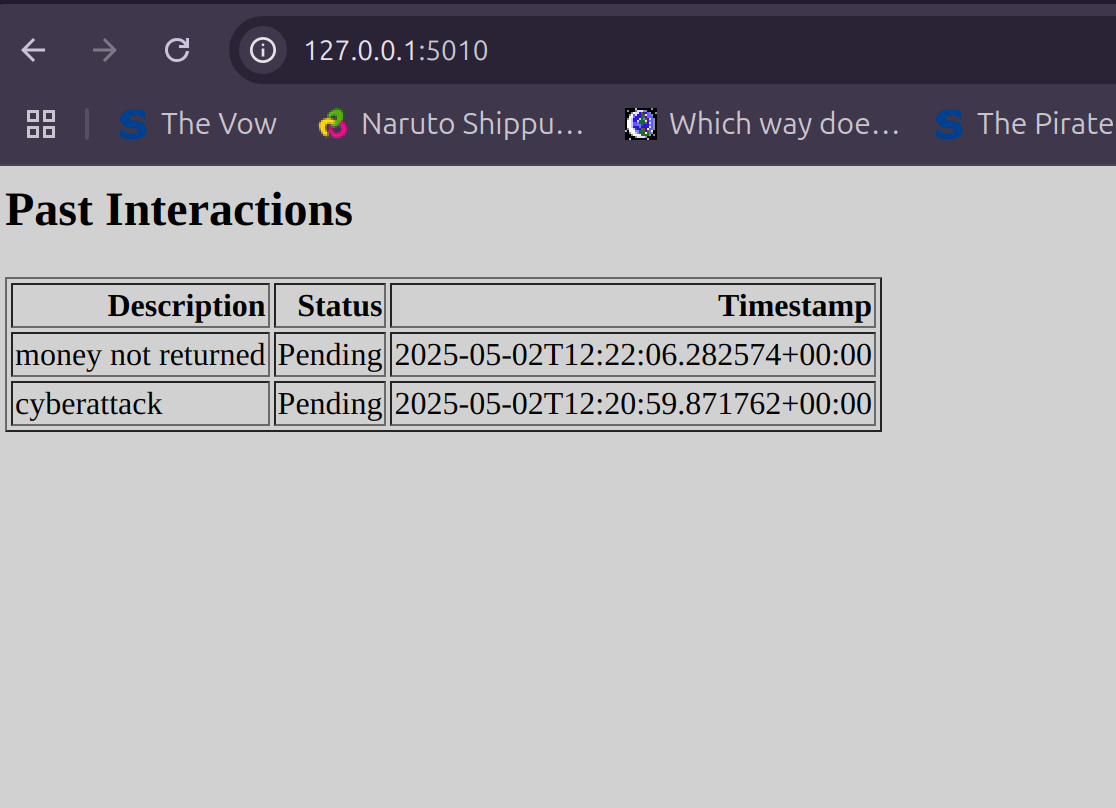 127.0.0.1:5010
The Vow Naruto Shippu... Which way doe... The Pirate
Past Interactions
Description Status Timestamp
money not returned Pending 2025-05-02T12:22:06.282574+00:00
cyberattack Pending 2025-05-02T12:20:59.871762+00:00